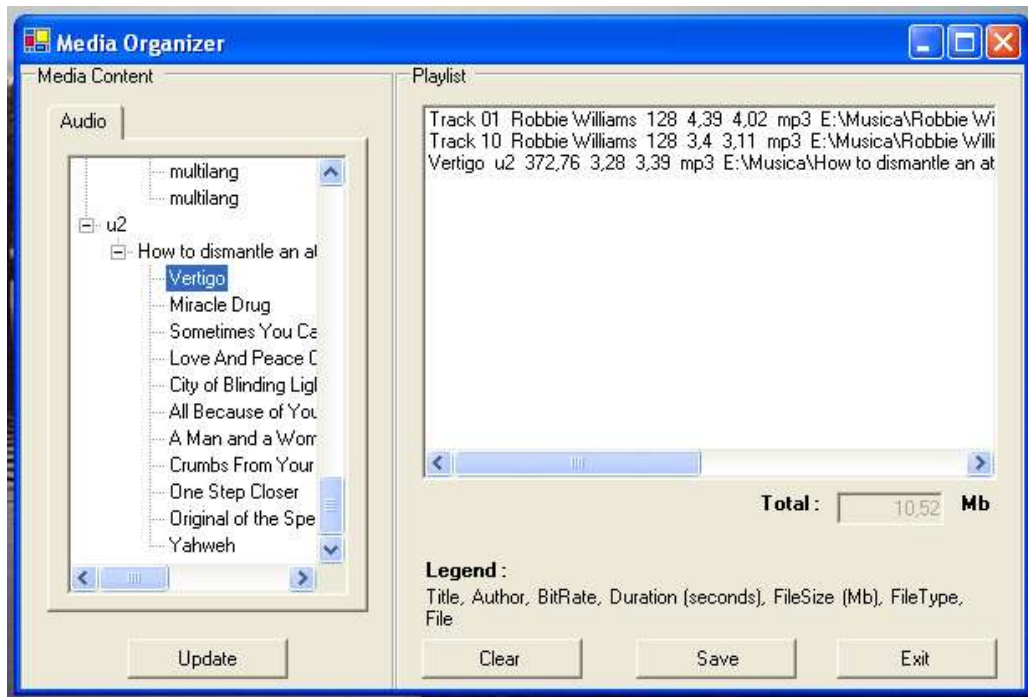 Media Organizer
Media Content
Audio
multilang
multilang
u2
How to dismantle an at
Vertigo
Miracle Drug
Sometimes You Ca
Love And Peace O
City of Blinding Ligh
All Because of You
A Man and a Wom
Crumbs From Your
One Step Closer
Original of the Spe
Yahweh
Update
Playlist
Track 01 Robbie Williams 128 4,39 4,02 mp3 E:\Musica\Robbie Wi
Track 10 Robbie Williams 128 3,4 3,11 mp3 E:\Musica\Robbie Willi
Vertigo u2 372,76 3,28 3,39 mp3 E:\Musica\How to dismantle an at
Total : 10,52 Mb
Legend :
Title, Author, BitRate, Duration (seconds), FileSize (Mb), FileType,
File
Clear Save Exit